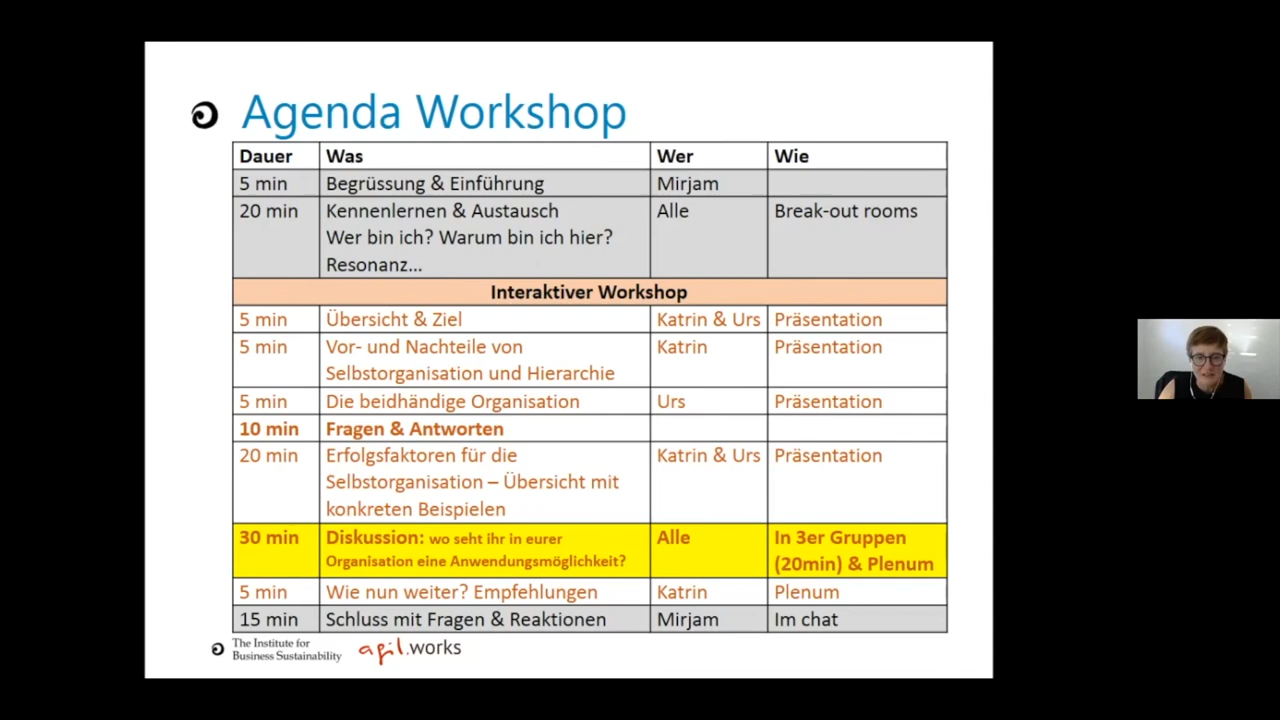 Agenda Workshop
Dauer Was Wer Wie
5 min Begrüssung & Einführung Mirjam
20 min Kennenlernen & Austausch Alle Break-out rooms
Wer bin ich? Warum bin ich hier?
Resonanz...
Interaktiver Workshop
5 min Übersicht & Ziel Katrin & Urs Präsentation
5 min Vor- und Nachteile von Katrin Präsentation
Selbstorganisation und Hierarchie
5 min Die beidhändige Organisation Urs Präsentation
10 min Fragen & Antworten
20 min Erfolgsfaktoren für die Katrin & Urs Präsentation
Selbstorganisation – Übersicht mit
konkreten Beispielen
30 min Diskussion: wo seht ihr in eurer Alle In 3er Gruppen
Organisation eine Anwendungsmöglichkeit? (20min) & Plenum
5 min Wie nun weiter? Empfehlungen Katrin Plenum
15 min Schluss mit Fragen & Reaktionen Mirjam Im chat
The Institute for
Business Sustainability
agil.works